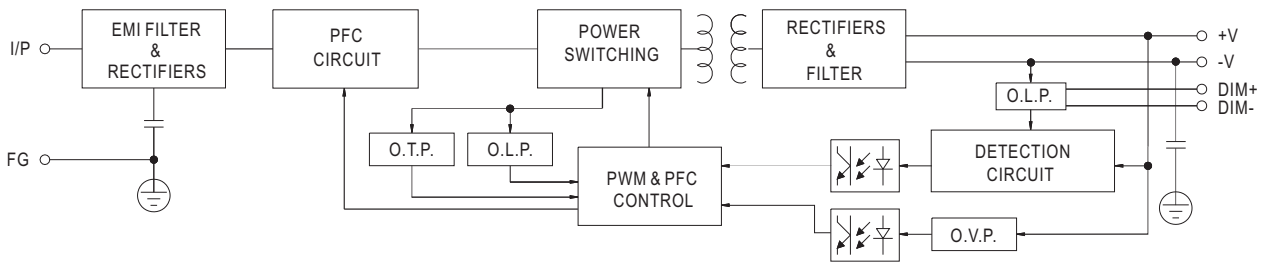 I/P
EMI FILTER
&
RECTIFIERS
PFC
CIRCUIT
POWER
SWITCHING
RECTIFIERS
&
FILTER
+V
-V
DIM+
DIM-
O.L.P.
FG
O.T.P.
O.L.P.
PWM & PFC
CONTROL
DETECTION
CIRCUIT
O.V.P.